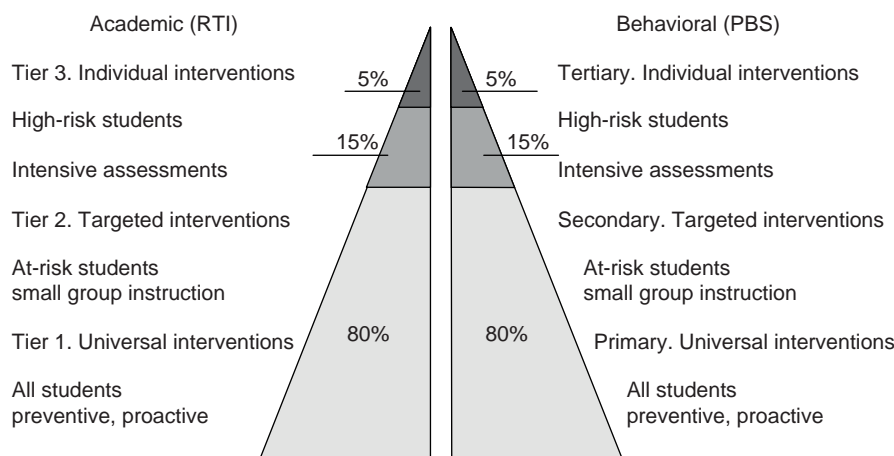 Academic (RTI)
Tier 3. Individual interventions
5%
High-risk students
15%
Intensive assessments
Tier 2. Targeted interventions
At-risk students
small group instruction
Tier 1. Universal interventions
80%
All students
preventive, proactive
Behavioral (PBS)
5%
Tertiary. Individual interventions
High-risk students
15%
Intensive assessments
Secondary. Targeted interventions
At-risk students
small group instruction
80%
Primary. Universal interventions
All students
preventive, proactive